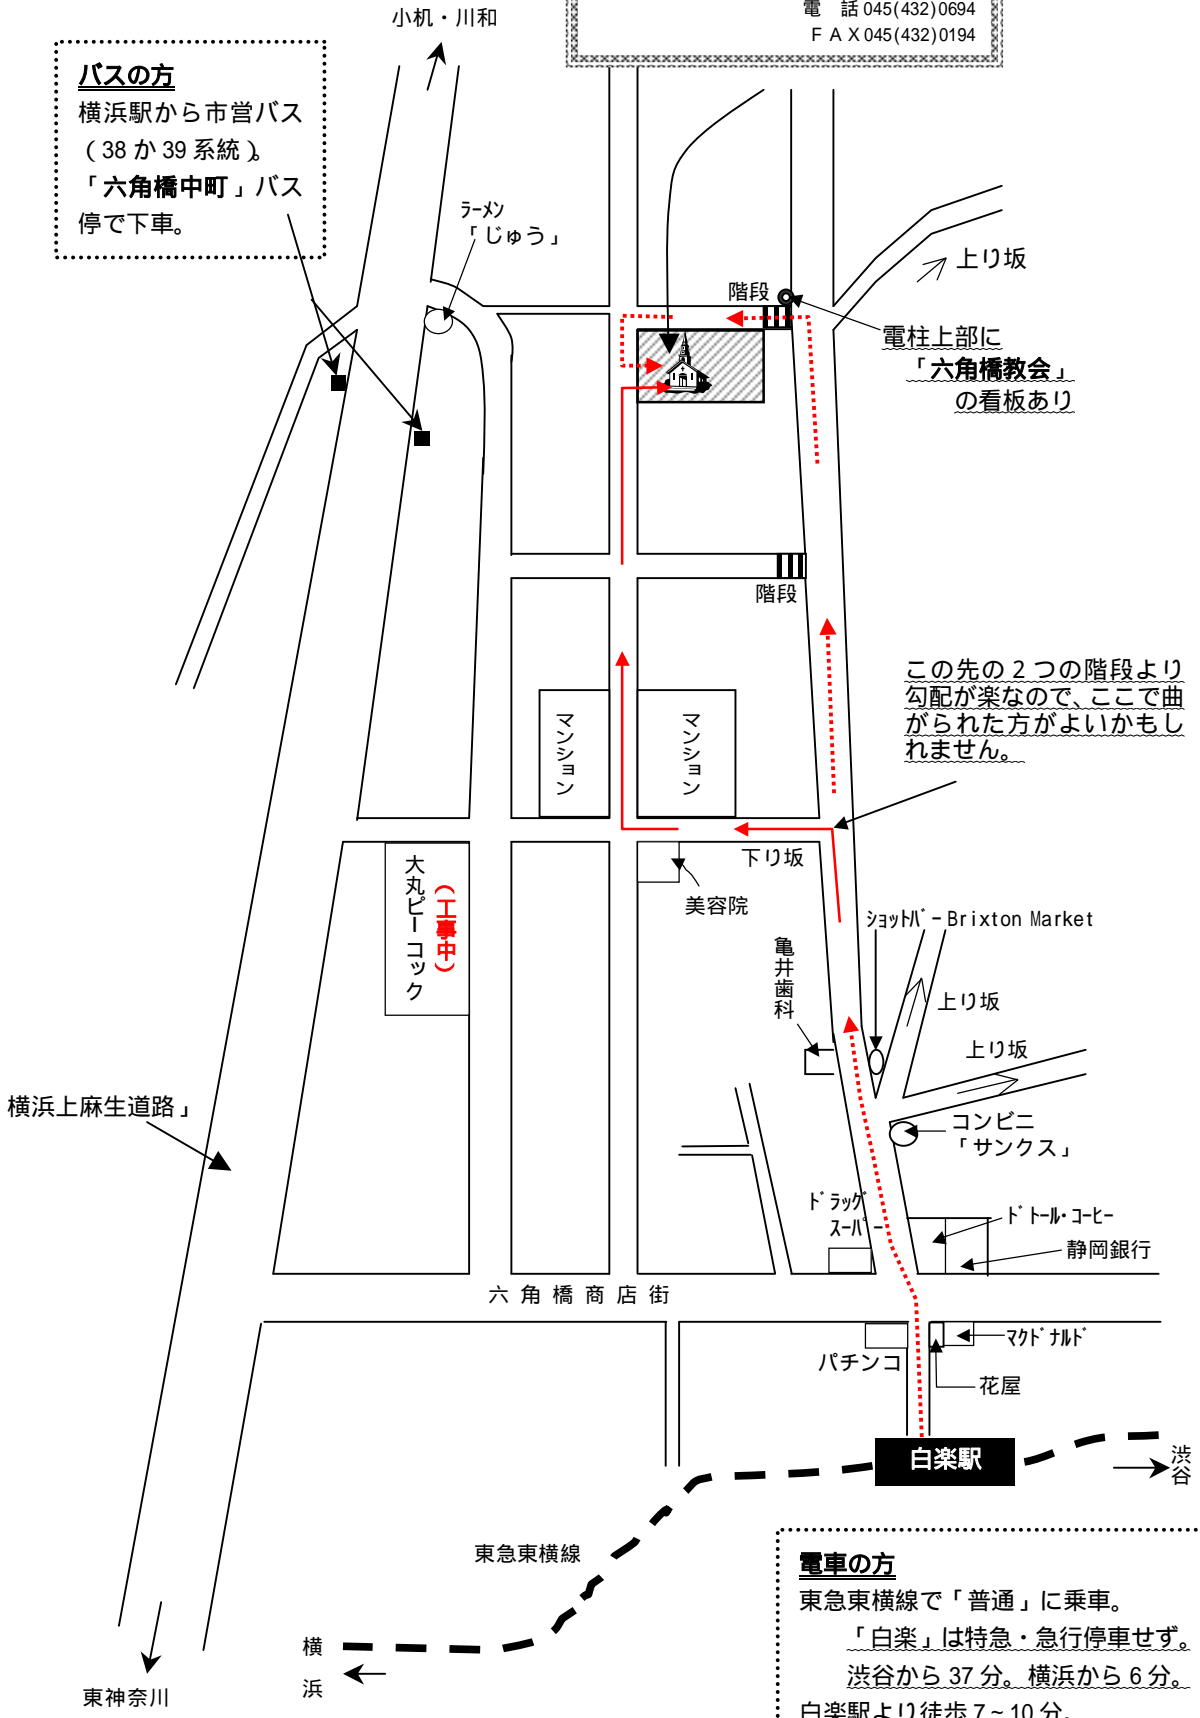 電　話 045(432)0694
ＦＡＸ045(432)0194
小机・川和
バスの方
横浜駅から市営バス
（38 か 39 系統）、
「六角橋中町」バス
停で下車。
ﾗｰﾒﾝ
「じゅう」
上り坂
階段
電柱上部に
「六角橋教会」
の看板あり
階段
この先の２つの階段より
勾配が楽なので、ここで曲
がられた方がよいかもし
れません。
マンション
マンション
下り坂
美容院
大丸ピーコック
（工事中）
ｼｮｯﾄﾊﾞｰ Brixton Market
亀井歯科
上り坂
上り坂
横浜上麻生道路」
コンビニ
「サンクス」
ﾄﾞﾗｯｸﾞ
ｽｰﾊﾟｰ
ﾄﾞﾄｰﾙ･ｺｰﾋｰ
静岡銀行
六角橋商店街
ﾏｸﾄﾞﾅﾙﾄﾞ
パチンコ
花屋
白楽駅
渋谷
東急東横線
横浜
東神奈川
電車の方
東急東横線で「普通」に乗車。
「白楽」は特急・急行停車せず。
渋谷から 37 分。横浜から 6 分。
白楽駅より徒歩 7~10 分。